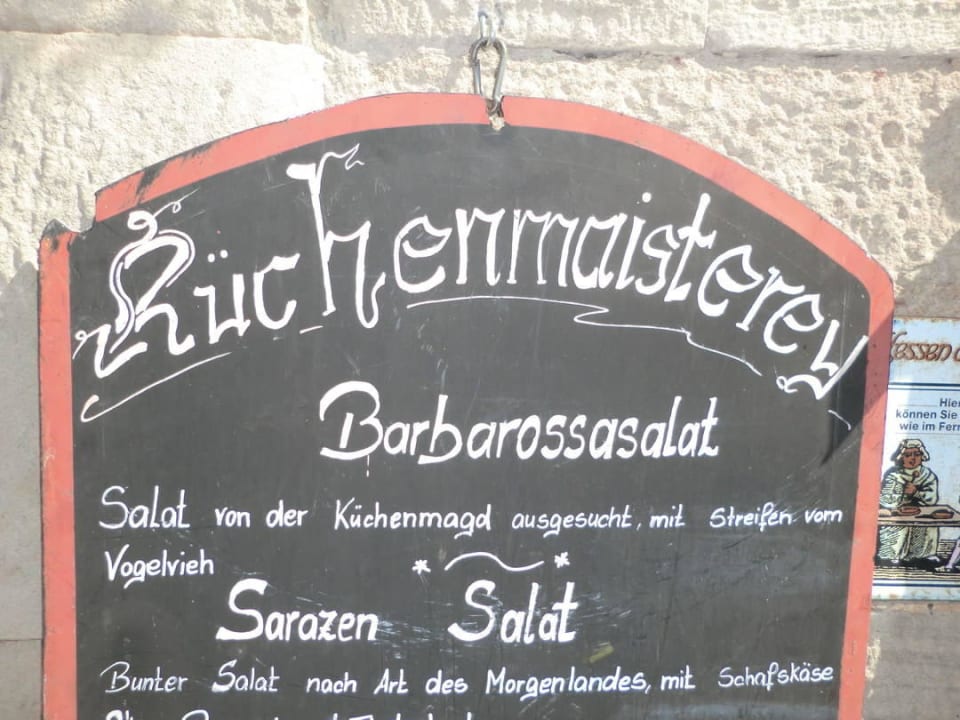 Küchenmaisterey
Barbarossasalat
Salat von der Küchenmagd ausgesucht, mit Streifen vom
Vogelvieh
Sarazen Salat
Bunter Salat nach Art des Morgenlandes, mit Schafskäse
Hier
können Sie
wie im